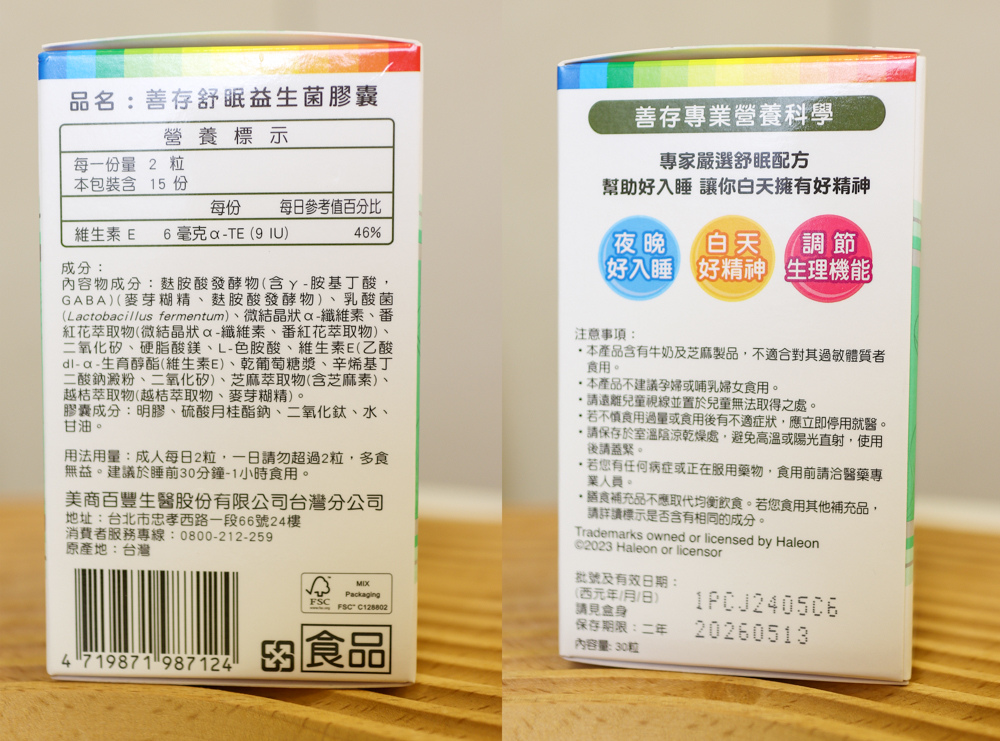 品名：善存舒眠益生菌膠囊
營養標示
每一份量 2 粒
本包裝含 15 份
每份 每日參考值百分比
維生素 E 6 毫克α-TE (9 IU) 46%
成分：
內容物成分：麩胺酸發酵物(含γ-胺基丁酸，
GABA)(麥芽糊精、麩胺酸發酵物)、乳酸菌
(Lactobacillus fermentum)、微結晶狀α-纖維素、番
紅花萃取物(微結晶狀α-纖維素、番紅花萃取物)、
二氧化矽、硬脂酸鎂、L-色胺酸、維生素E(乙酸
dl-α-生育醇酯(維生素E)、乾葡萄糖漿、辛烯基丁
二酸鈉澱粉、二氧化矽)、芝麻萃取物(含芝麻素)、
越桔萃取物(越桔萃取物、麥芽糊精)。
膠囊成分：明膠、硫酸月桂酯鈉、二氧化鈦、水、
甘油。
用法用量：成人每日2粒，一日請勿超過2粒，多食
無益。建議於睡前30分鐘-1小時食用。
美商百豐生醫股份有限公司台灣分公司
地址：台北市忠孝西路一段66號24樓
消費者服務專線：0800-212-259
原產地：台灣
FSC
MIX
Packaging
FSC® C128802
4 719871 987124
食品
善存專業營養科學
專家嚴選舒眠配方
幫助好入睡 讓你白天擁有好精神
夜晚
好入睡
白天
好精神
調節
生理機能
注意事項：
・本產品含有牛奶及芝麻製品，不適合對其過敏體質者
食用。
・本產品不建議孕婦或哺乳婦女食用。
・請遠離兒童視線並置於兒童無法取得之處。
・若不慎食用過量或食用後有不適症狀，應立即停用就醫。
・請保存於室溫陰涼乾燥處，避免高溫或陽光直射，使用
後請蓋緊。
・若您有任何病症或正在服用藥物，食用前請洽醫藥專
業人員。
・膳食補充品不應取代均衡飲食。若您食用其他補充品，
請詳讀標示是否含有相同的成分。
Trademarks owned or licensed by Haleon
©2023 Haleon or licensor
批號及有效日期：
(西元年/月/日)
請見盒身
保存期限：二年
內容量: 30粒
1PCJ2405C6
20260513